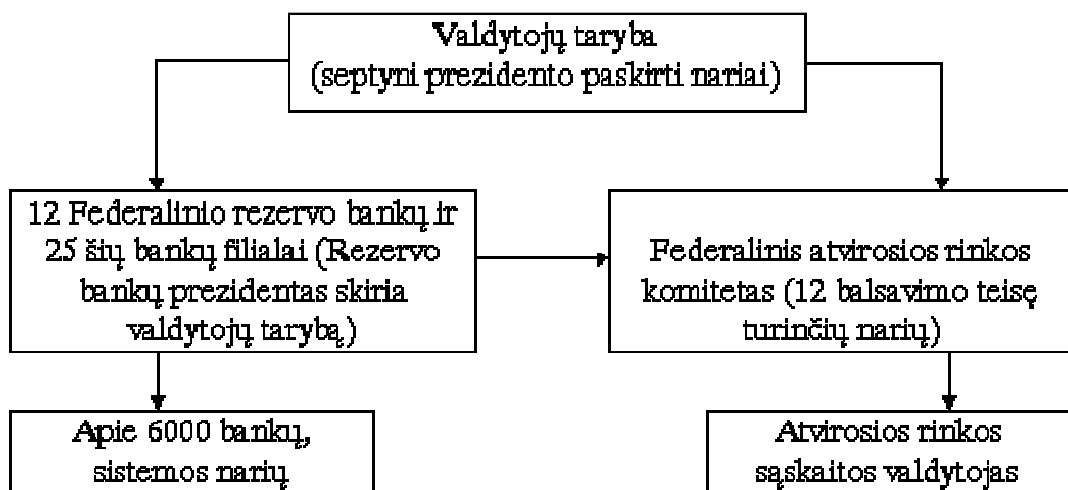 Valdytojų taryba
(septyni prezidento paskirti nariai)
12 Federalinio rezervo bankų ir
25 šių bankų filialai (Rezervo
bankų prezidentas skiria
valdytojų tarybą)
Federalinis atvirosios rinkos
komitetas (12 balsavimo teisę
turinčių narių)
Apie 6000 bankų,
sistemos narių
Atvirosios rinkos
sąskaitos valdytojas